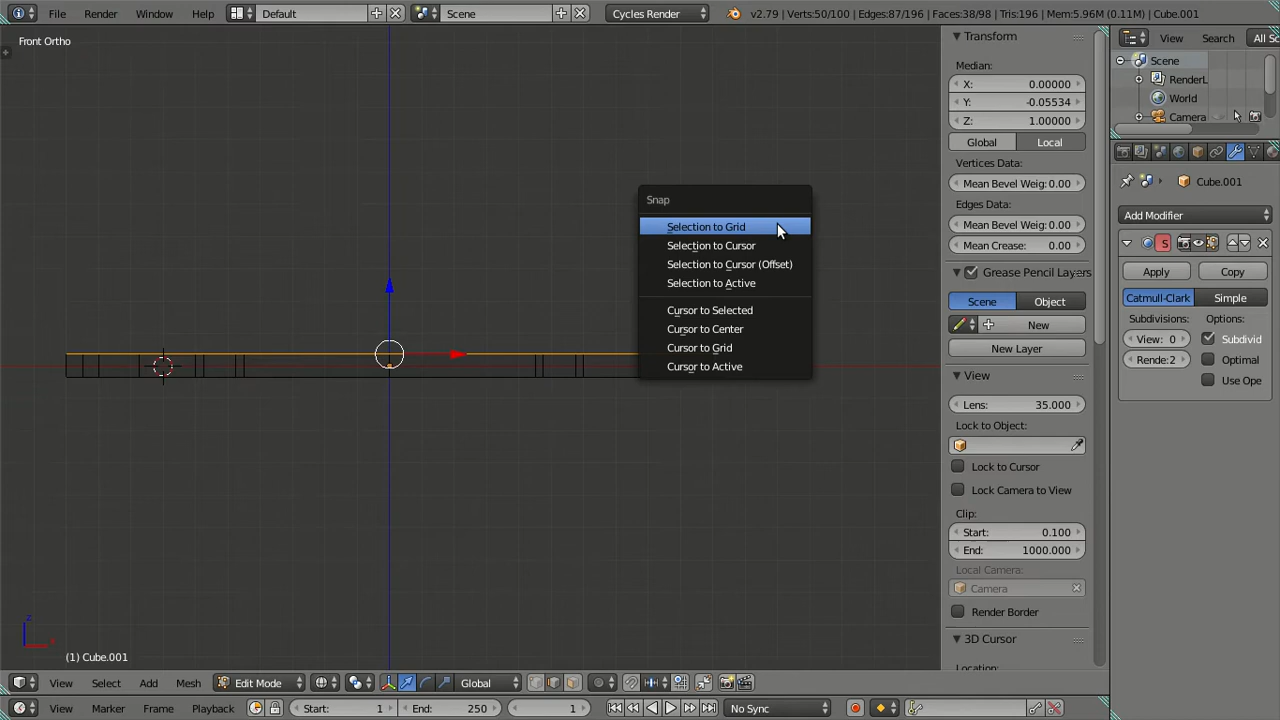 File Render Window Help Default Scene Cycles Render v2.79 | Verts:50/100 | Edges:87/196 | Faces:38/98 | Tris:196 | Mem:5.96M (0.11M) | Cube.001
Front Ortho
Snap
Selection to Grid
Selection to Cursor
Selection to Cursor (Offset)
Selection to Active
Cursor to Selected
Cursor to Center
Cursor to Grid
Cursor to Active
z
(1) Cube.001
Transform
Median:
X: 0.00000
Y: -0.05534
Z: 1.00000
Global Local
Vertices Data:
Mean Bevel Weig: 0.00
Edges Data:
Mean Bevel Weig: 0.00
Mean Crease: 0.00
Grease Pencil Layers
Scene Object
New
New Layer
View
Lens: 35.000
Lock to Object:
Lock to Cursor
Lock Camera to View
Clip:
Start: 0.100
End: 1000.000
Local Camera:
Camera
Render Border
3D Cursor
Location:
View Search All Sc
Scene
RenderL
World
Camera
Cube.001
Add Modifier
S
Apply Copy
Catmull-Clark Simple
Subdivisions: Options:
View: 0 Subdivid
Rende: 2 Optimal
Use Ope
View Select Add Mesh Edit Mode Global
View Marker Frame Playback Start: 1 End: 250 1 No Sync